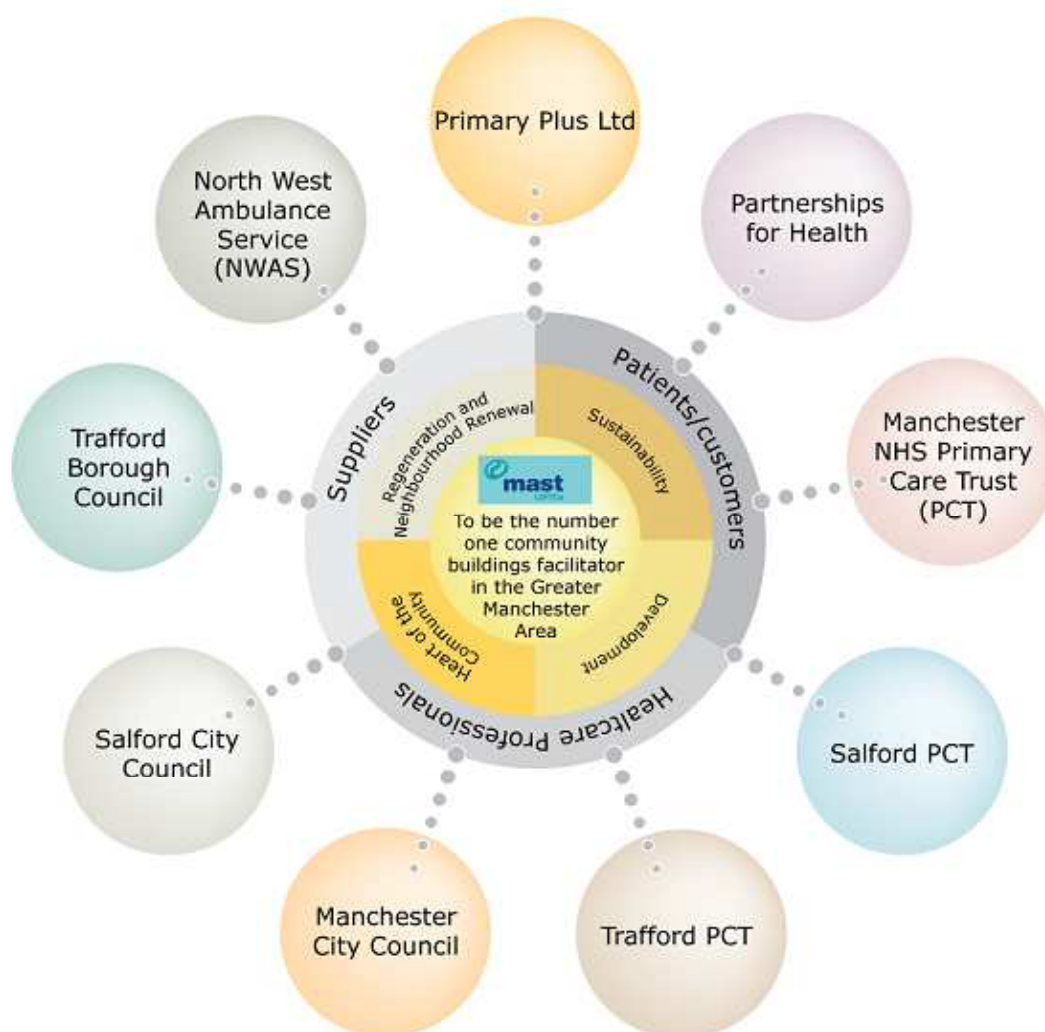 Primary Plus Ltd
Partnerships
for Health
Manchester
NHS Primary
Care Trust
(PCT)
Salford PCT
Trafford PCT
Manchester
City Council
Salford City
Council
Trafford
Borough
Council
North West
Ambulance
Service
(NWAS)
Suppliers
Patients/customers
Healtcare Professionals
Regeneration and
Neighbourhood Renewal
Sustainability
Development
Heart of the
Community
mast
To be the number
one community
buildings facilitator
in the Greater
Manchester
Area